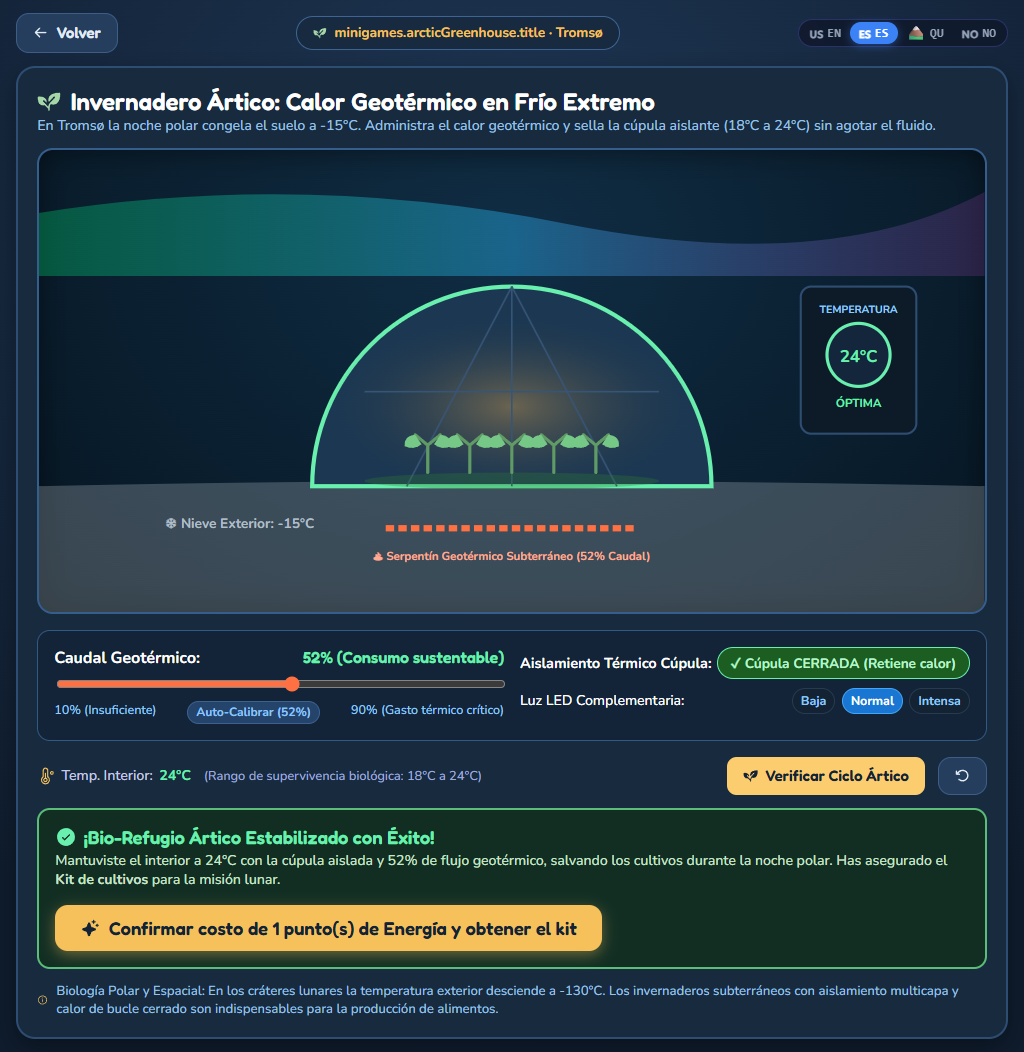 ← Volver
minigames.arcticGreenhouse.title · Tromsø
US EN ES ES QU NO NO
Invernadero Ártico: Calor Geotérmico en Frío Extremo
En Tromsø la noche polar congela el suelo a -15°C. Administra el calor geotérmico y sella la cúpula aislante (18°C a 24°C) sin agotar el fluido.
TEMPERATURA
24°C
ÓPTIMA
❄ Nieve Exterior: -15°C
Serpentín Geotérmico Subterráneo (52% Caudal)
Caudal Geotérmico: 52% (Consumo sustentable)
10% (Insuficiente) Auto-Calibrar (52%) 90% (Gasto térmico crítico)
Aislamiento Térmico Cúpula: ✓ Cúpula CERRADA (Retiene calor)
Luz LED Complementaria: Baja Normal Intensa
Temp. Interior: 24°C (Rango de supervivencia biológica: 18°C a 24°C)
Verificar Ciclo Ártico
¡Bio-Refugio Ártico Estabilizado con Éxito!
Mantuviste el interior a 24°C con la cúpula aislada y 52% de flujo geotérmico, salvando los cultivos durante la noche polar. Has asegurado el
Kit de cultivos para la misión lunar.
Confirmar costo de 1 punto(s) de Energía y obtener el kit
Biología Polar y Espacial: En los cráteres lunares la temperatura exterior desciende a -130°C. Los invernaderos subterráneos con aislamiento multicapa y
calor de bucle cerrado son indispensables para la producción de alimentos.